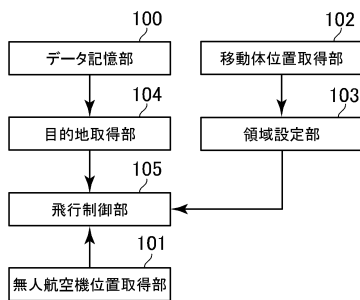 100
データ記憶部
102
移動体位置取得部
104
目的地取得部
103
領域設定部
105
飛行制御部
101
無人航空機位置取得部